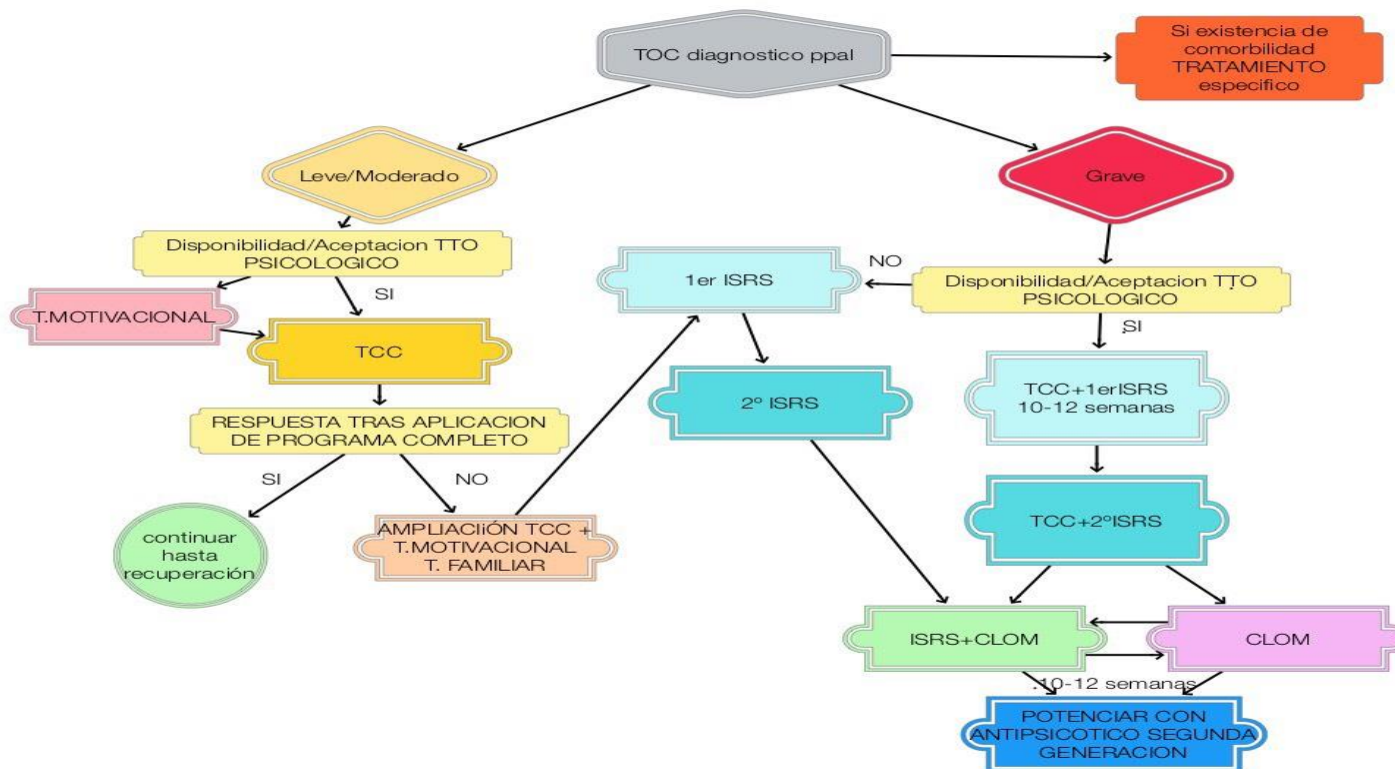 TOC diagnostico ppal
Si existencia de
comorbilidad
TRATAMIENTO
especifico
Leve/Moderado
Grave
Disponibilidad/Aceptacion TTO
PSICOLOGICO
SI
T.MOTIVACIONAL
TCC
RESPUESTA TRAS APLICACION
DE PROGRAMA COMPLETO
SI
NO
continuar
hasta
recuperación
AMPLIACIiÓN TCC +
T.MOTIVACIONAL
T. FAMILIAR
1er ISRS
NO
Disponibilidad/Aceptacion TTO
PSICOLOGICO
.SI
2º ISRS
TCC+1erISRS
10-12 semanas
TCC+2ºISRS
ISRS+CLOM
CLOM
.10-12 semanas
POTENCIAR CON
ANTIPSICOTICO SEGUNDA
GENERACION